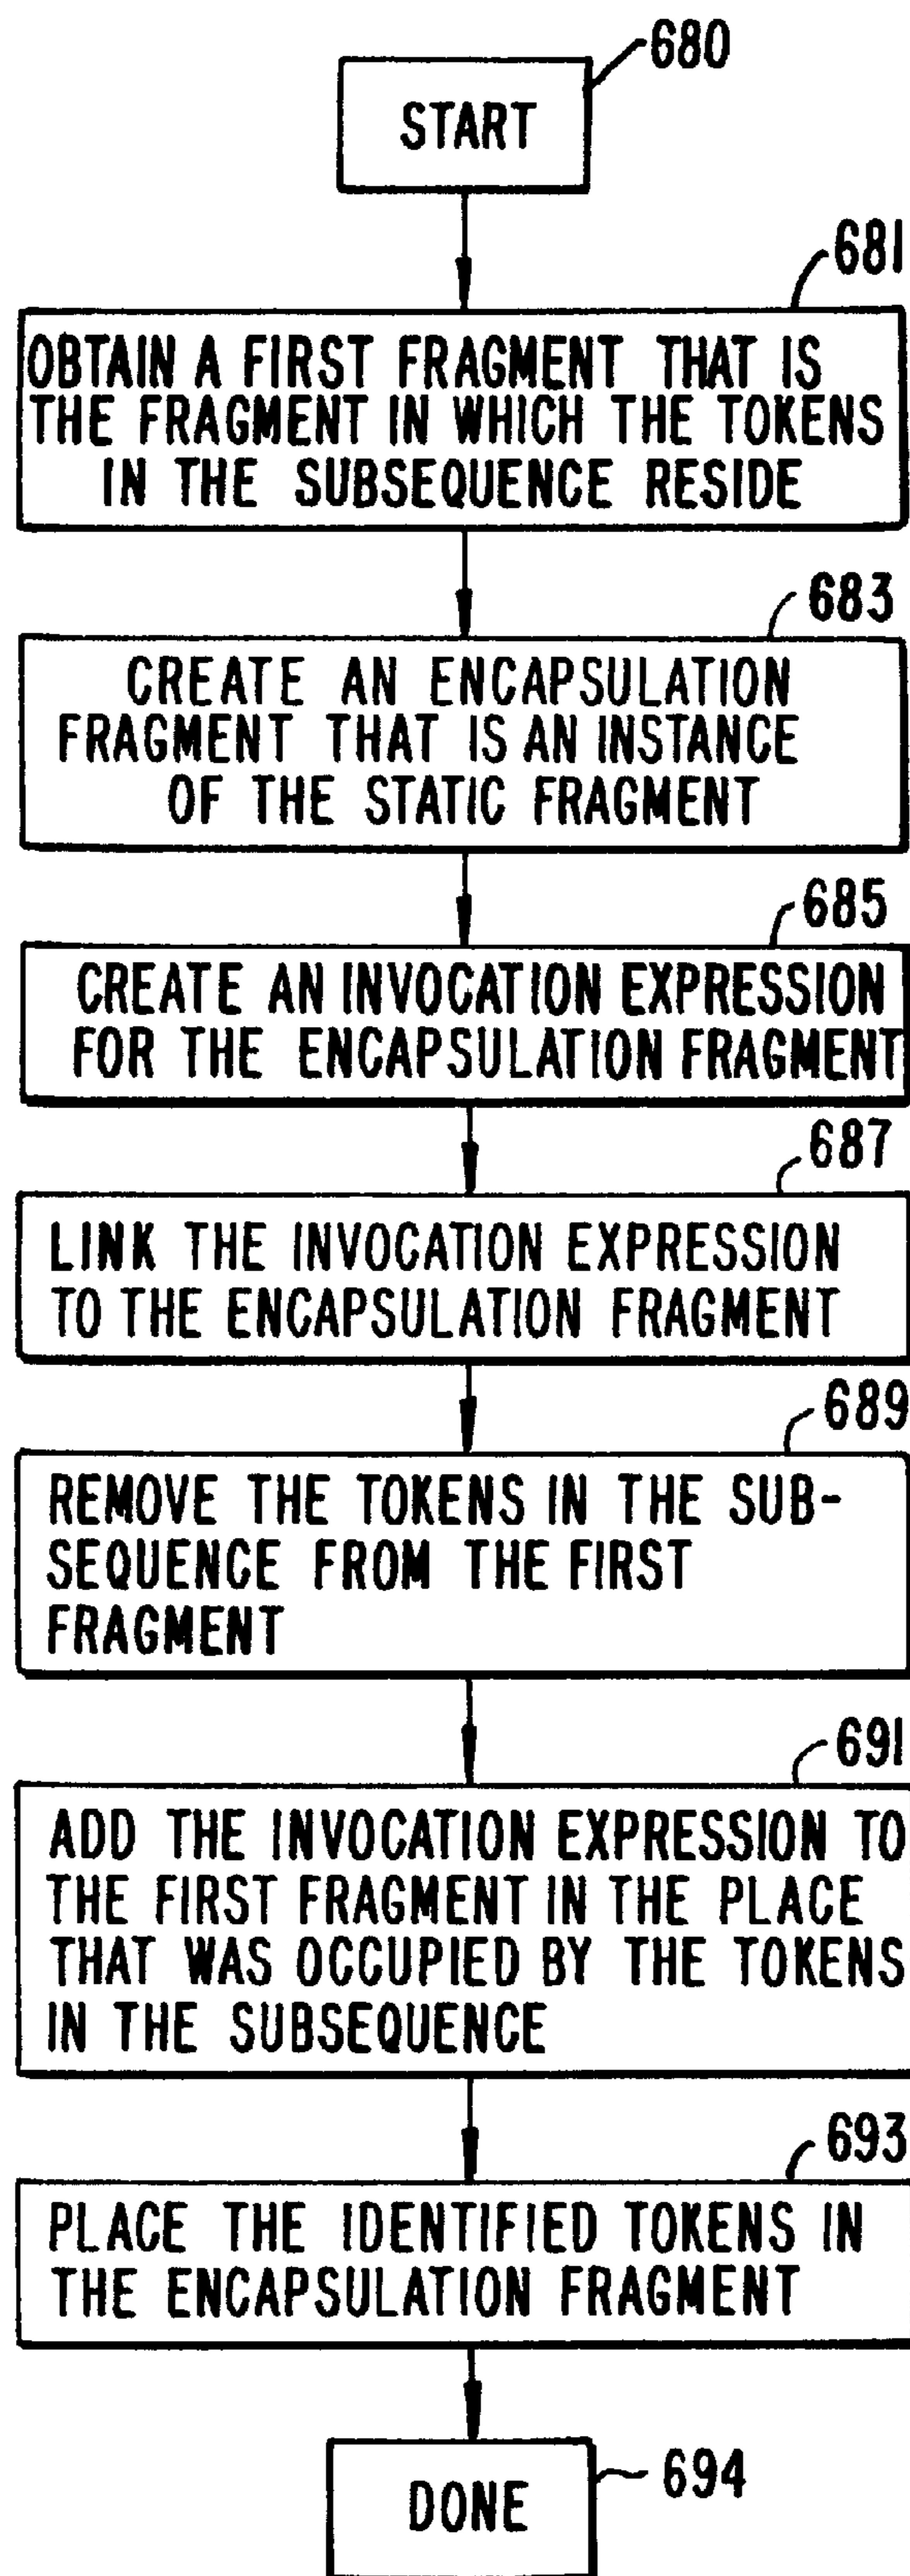 680
START
681
OBTAIN A FIRST FRAGMENT THAT IS
THE FRAGMENT IN WHICH THE TOKENS
IN THE SUBSEQUENCE RESIDE
683
CREATE AN ENCAPSULATION
FRAGMENT THAT IS AN INSTANCE
OF THE STATIC FRAGMENT
685
CREATE AN INVOCATION EXPRESSION
FOR THE ENCAPSULATION FRAGMENT
687
LINK THE INVOCATION EXPRESSION
TO THE ENCAPSULATION FRAGMENT
689
REMOVE THE TOKENS IN THE SUB-
SEQUENCE FROM THE FIRST
FRAGMENT
691
ADD THE INVOCATION EXPRESSION TO
THE FIRST FRAGMENT IN THE PLACE
THAT WAS OCCUPIED BY THE TOKENS
IN THE SUBSEQUENCE
693
PLACE THE IDENTIFIED TOKENS IN
THE ENCAPSULATION FRAGMENT
DONE
694